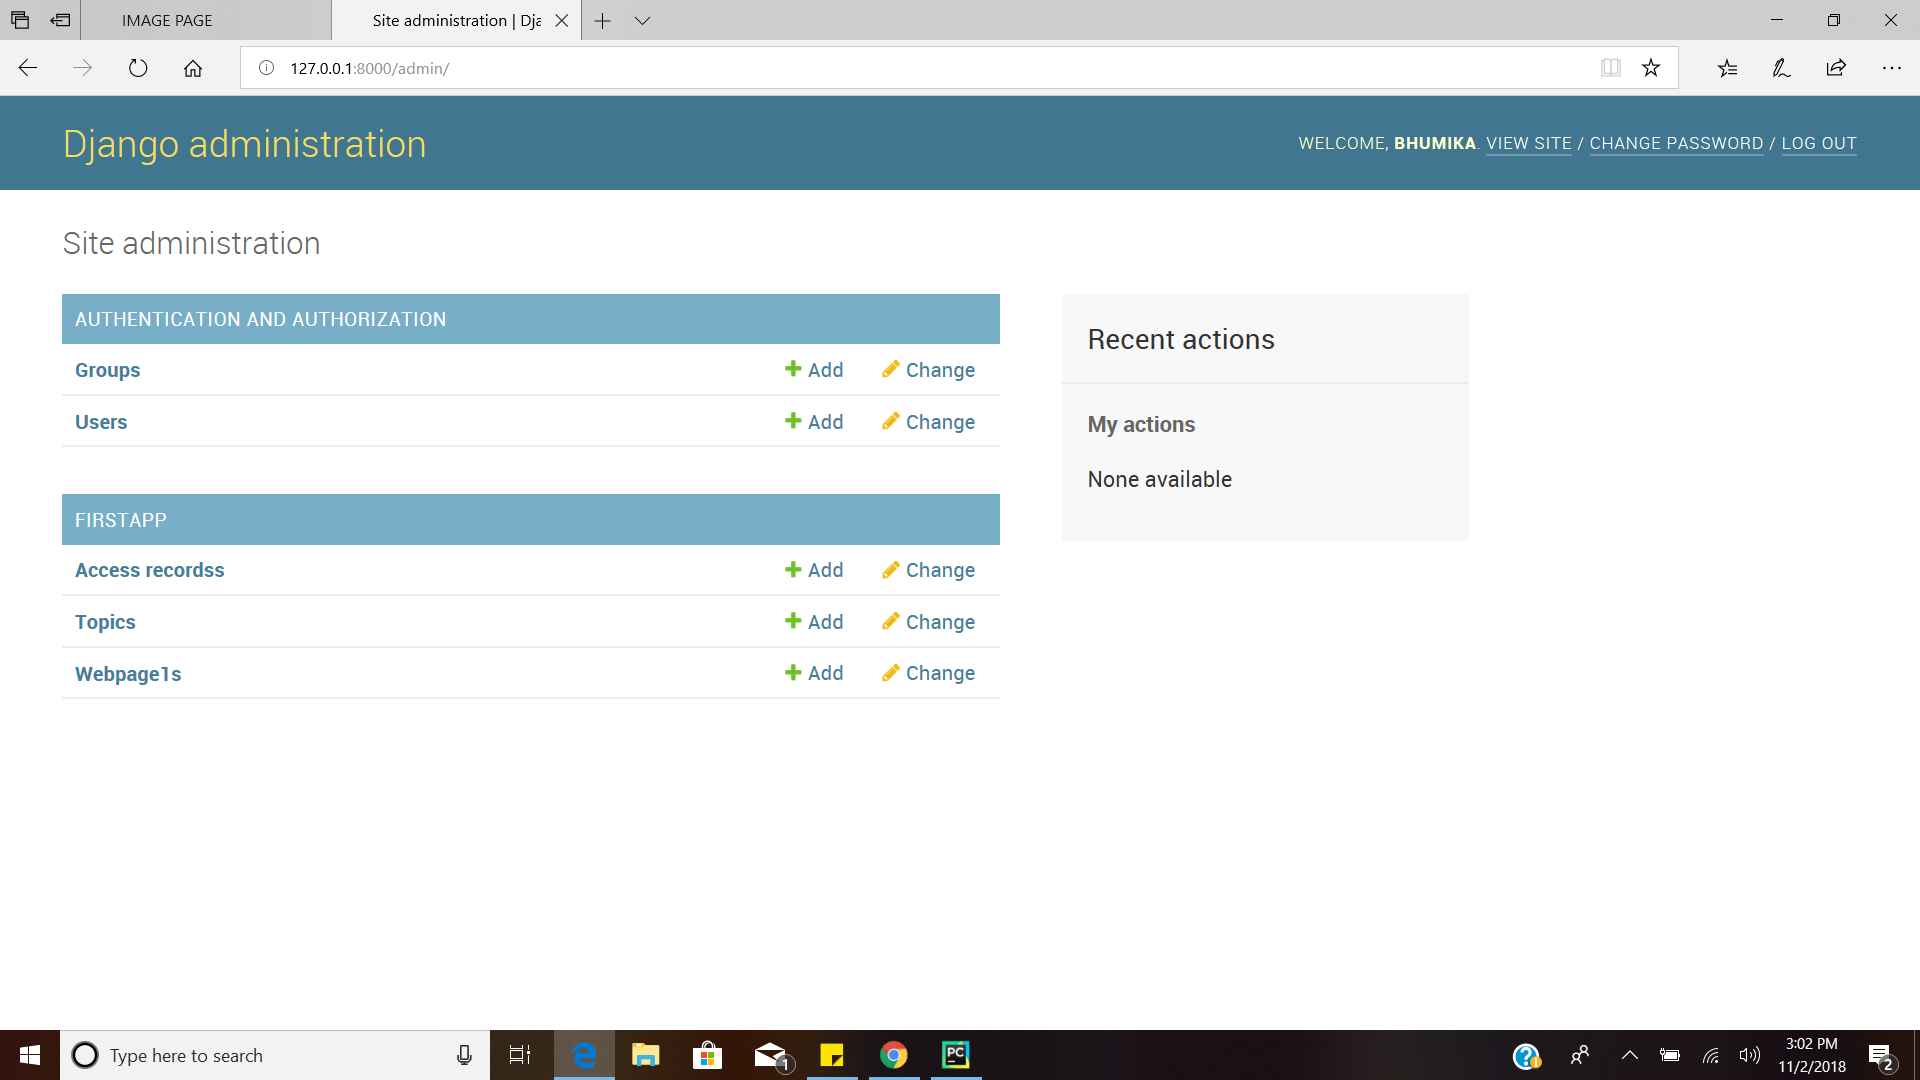 IMAGE PAGE
Site administration | Dja
127.0.0.1:8000/admin/
Django administration
WELCOME, BHUMIKA. VIEW SITE / CHANGE PASSWORD / LOG OUT
Site administration
AUTHENTICATION AND AUTHORIZATION
Groups Add Change
Users Add Change
FIRSTAPP
Access recordss Add Change
Topics Add Change
Webpage1s Add Change
Recent actions
My actions
None available
Type here to search
1
PC
3:02 PM
11/2/2018
2